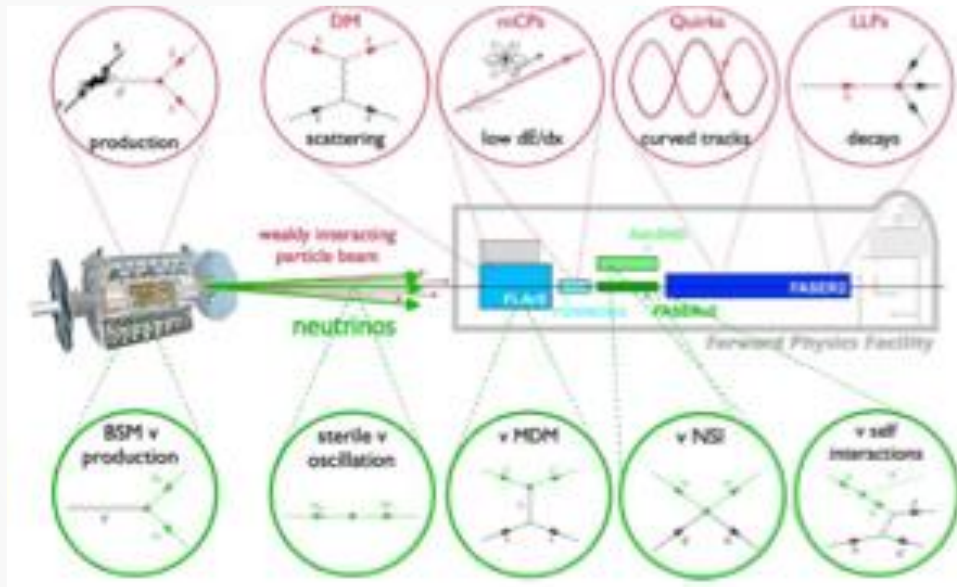 DM
mCPs
Quirks
LLPs
production
scattering
low dE/dx
curved tracks
decays
weakly interacting
particle beam
neutrinos
FLArE
FASERν2
FASER2
Forward Physics Facility
BSM ν
production
sterile ν
oscillation
ν MDM
ν NSI
ν self
interactions